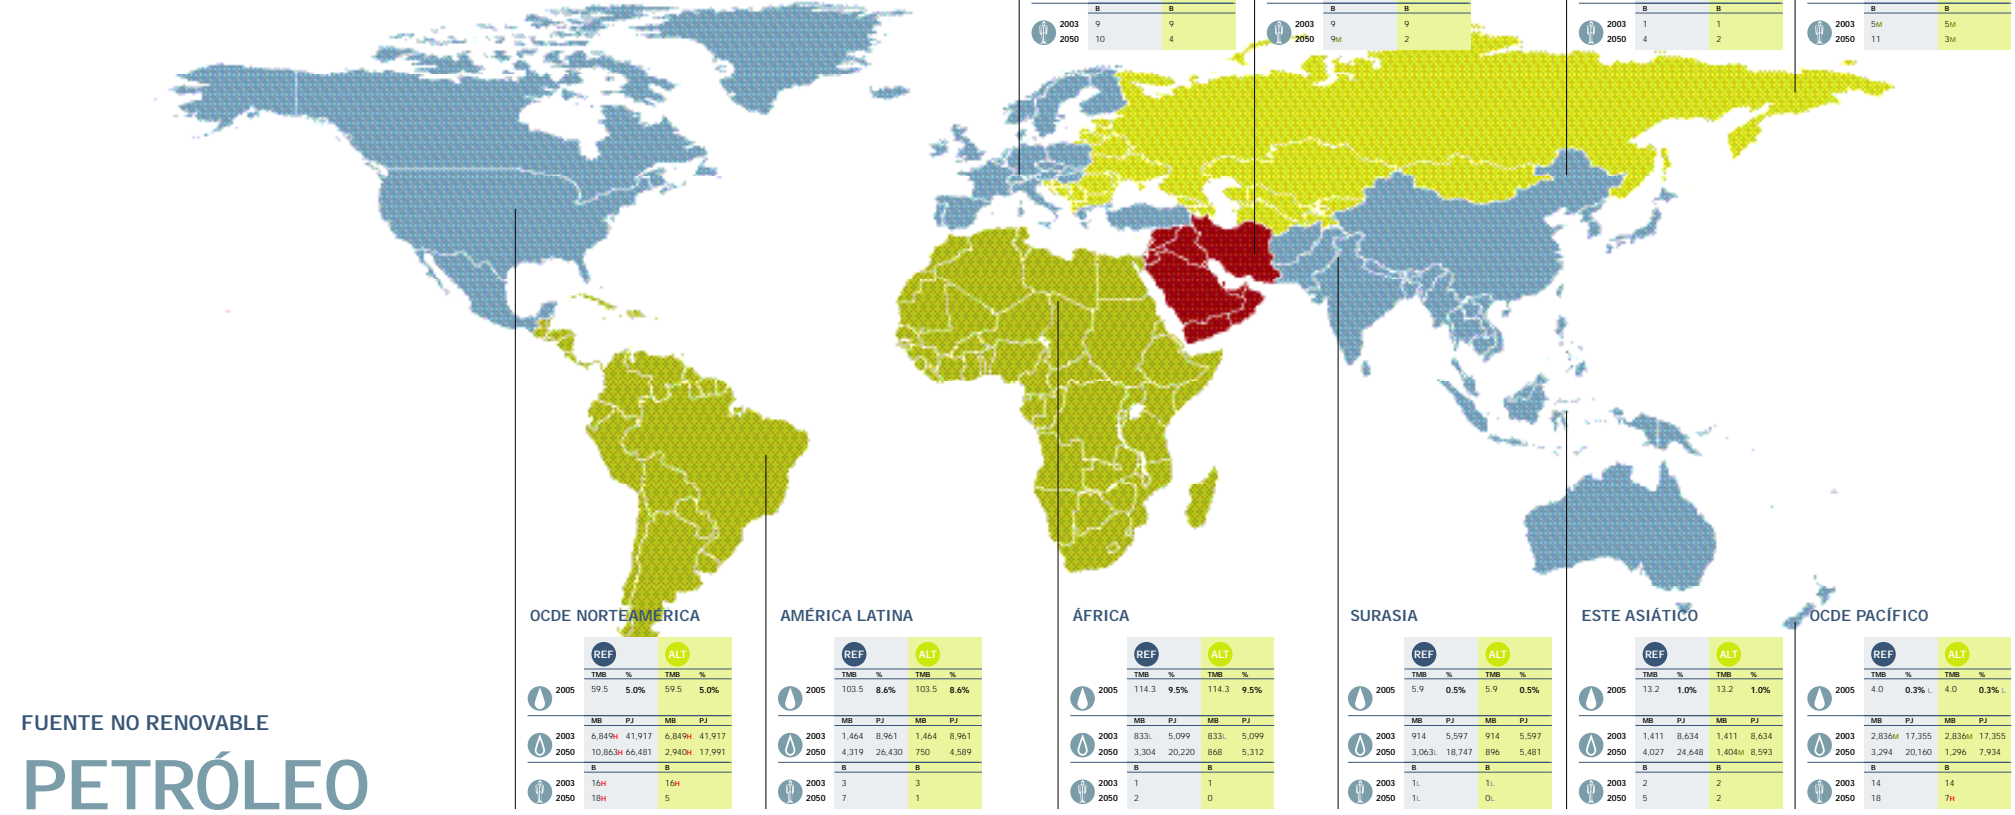 B B
2003 9 9
2050 10 4
B B
2003 9 9
2050 9M 2
B B
2003 1 1
2050 4 2
B B
2003 5M 5M
2050 11 3M
OCDE NORTEAMÉRICA
REF ALT
TMB % TMB %
2005 59.5 5.0% 59.5 5.0%
MB PJ MB PJ
2003 6,849H 41,917 6,849H 41,917
2050 10,863H 66,481 2,940H 17,991
B B
2003 16H 16H
2050 18H 5
AMÉRICA LATINA
REF ALT
TMB % TMB %
2005 103.5 8.6% 103.5 8.6%
MB PJ MB PJ
2003 1,464 8,961 1,464 8,961
2050 4,319 26,430 750 4,589
B B
2003 3 3
2050 7 1
ÁFRICA
REF ALT
TMB % TMB %
2005 114.3 9.5% 114.3 9.5%
MB PJ MB PJ
2003 833L 5,099 833L 5,099
2050 3,304 20,220 868 5,312
B B
2003 1 1
2050 2 0
SURASIA
REF ALT
TMB % TMB %
2005 5.9 0.5% 5.9 0.5%
MB PJ MB PJ
2003 914 5,597 914 5,597
2050 3,063L 18,747 896 5,481
B B
2003 1L 1L
2050 1L 0L
ESTE ASIÁTICO
REF ALT
TMB % TMB %
2005 13.2 1.0% 13.2 1.0%
MB PJ MB PJ
2003 1,411 8,634 1,411 8,634
2050 4,027 24,648 1,404M 8,593
B B
2003 2 2
2050 5 2
OCDE PACÍFICO
REF ALT
TMB % TMB %
2005 4.0 0.3% L 4.0 0.3% L
MB PJ MB PJ
2003 2,836M 17,355 2,836M 17,355
2050 3,294 20,160 1,296 7,934
B B
2003 14 14
2050 18 7H
FUENTE NO RENOVABLE
PETRÓLEO